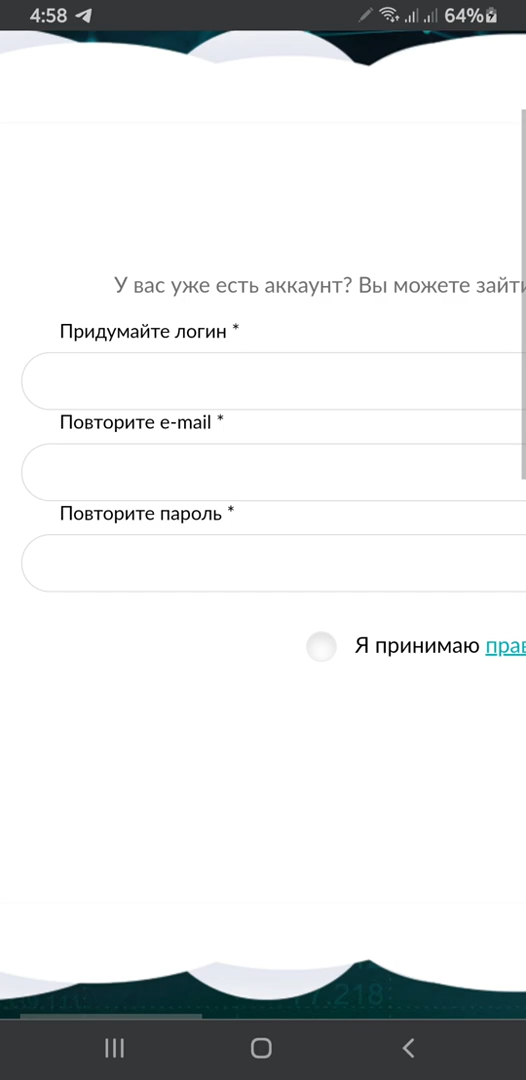 4:58
64%
У вас уже есть аккаунт? Вы можете зайти
Придумайте логин *
Повторите e-mail *
Повторите пароль *
Я принимаю